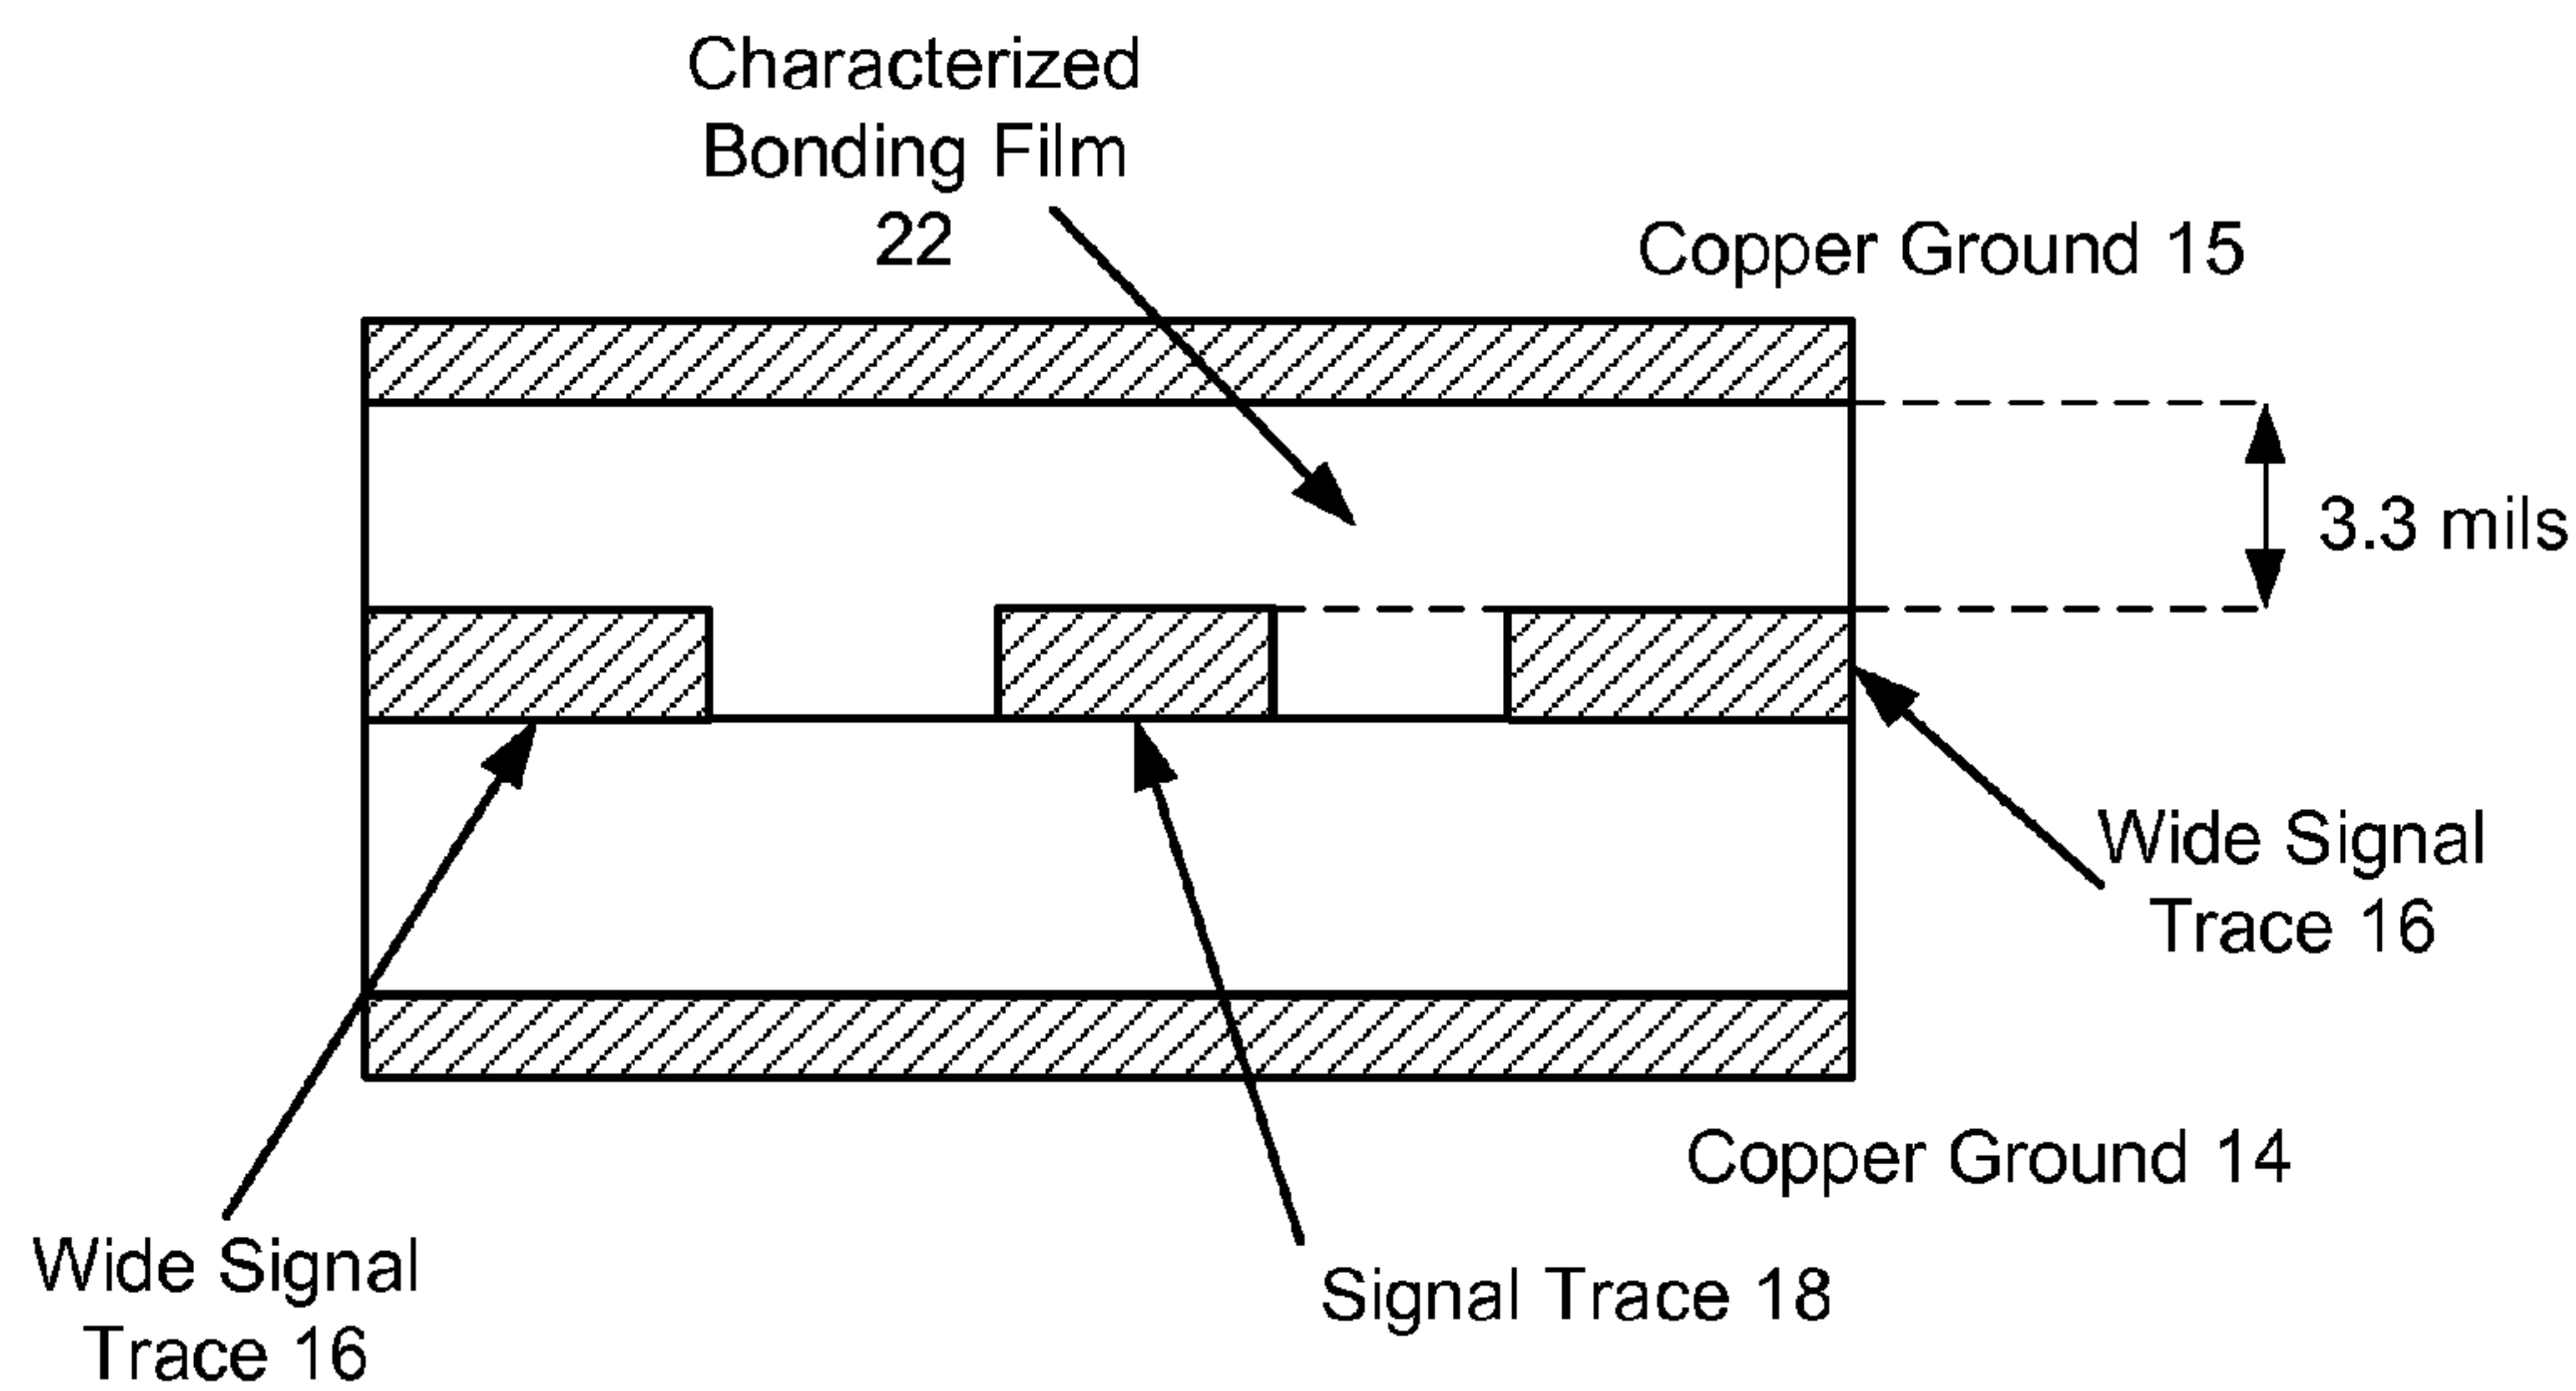 Characterized
Bonding Film
22
Copper Ground 15
3.3 mils
Wide Signal
Trace 16
Copper Ground 14
Wide Signal
Trace 16
Signal Trace 18